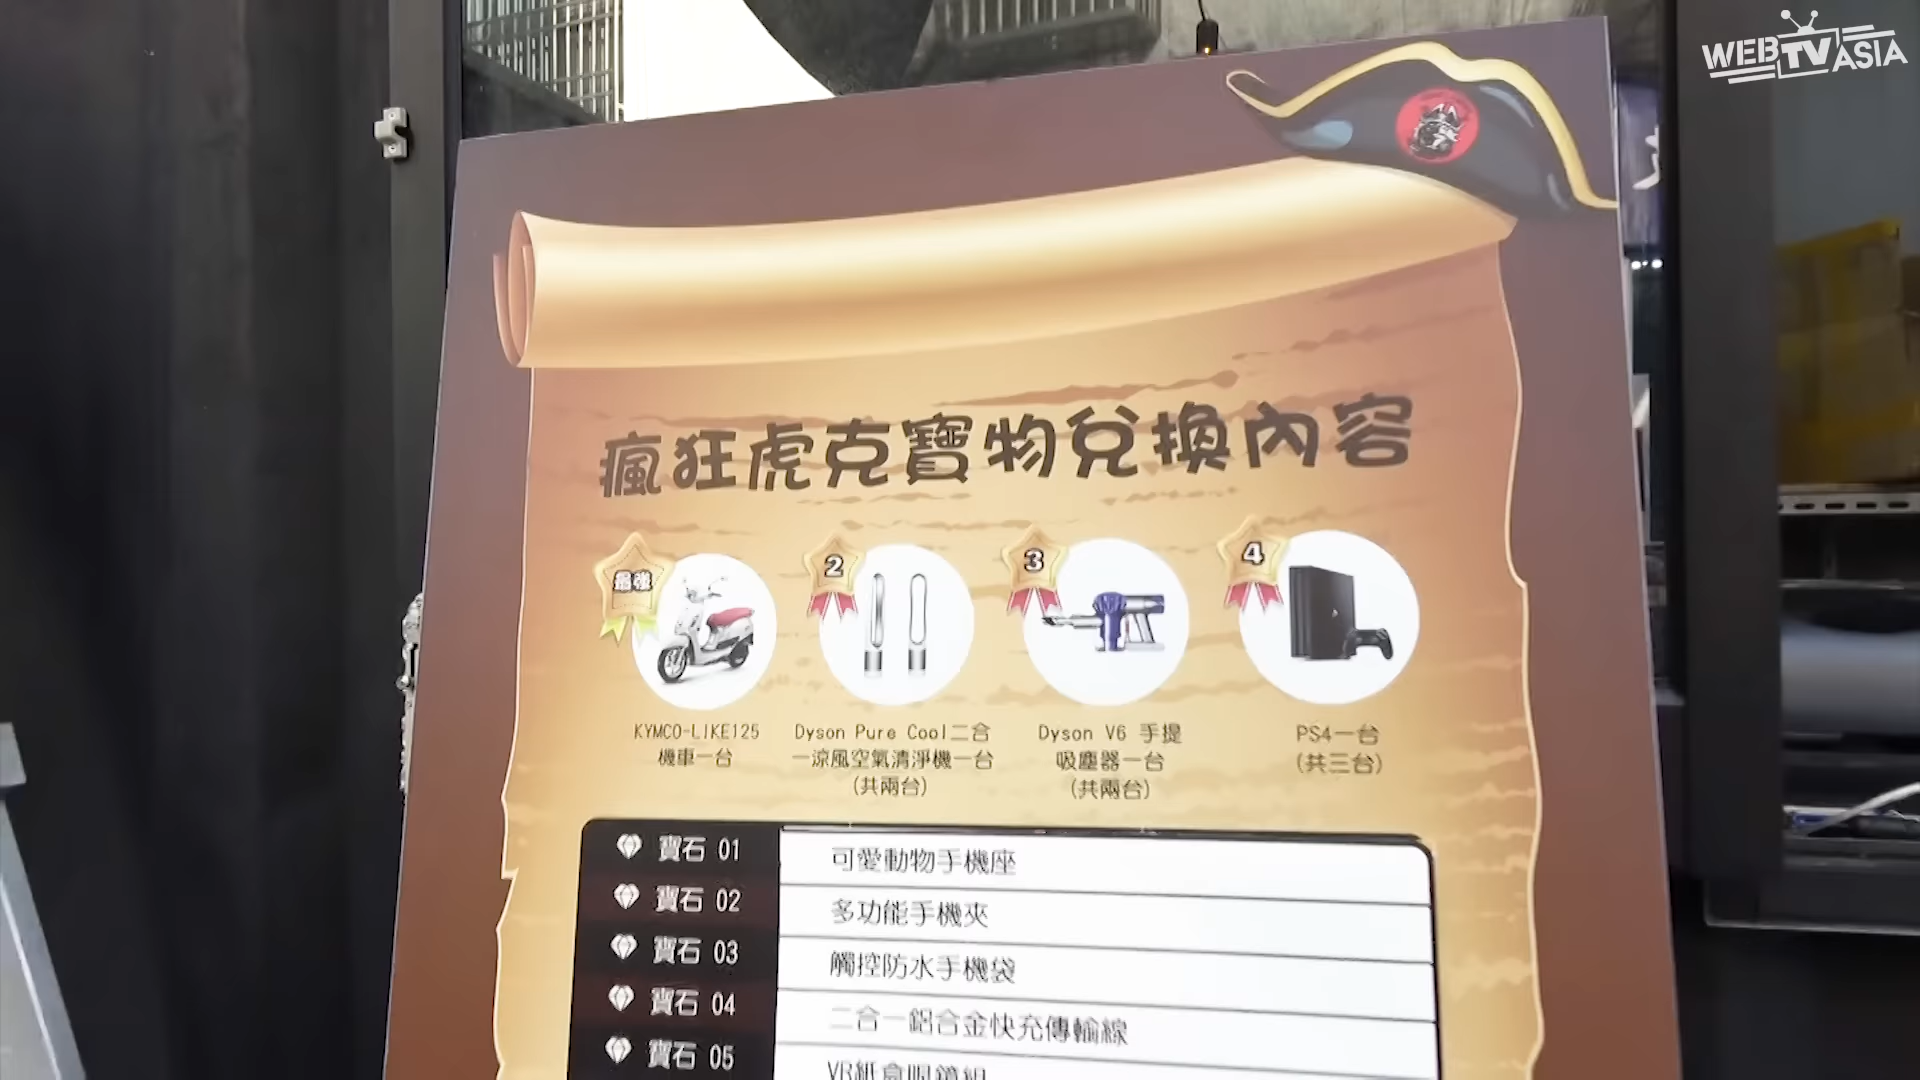 WEBTVASIA
瘋狂虎克寶物兌換內容
最強
2
3
4
KYMCO-LIKE125
機車一台
Dyson Pure Cool二合
一涼風空氣清淨機一台
(共兩台)
Dyson V6 手提
吸塵器一台
(共兩台)
PS4一台
(共三台)
寶石 01
可愛動物手機座
寶石 02
多功能手機夾
寶石 03
觸控防水手機袋
寶石 04
二合一鋁合金快充傳輸線
寶石 05
VR紙盒眼鏡組